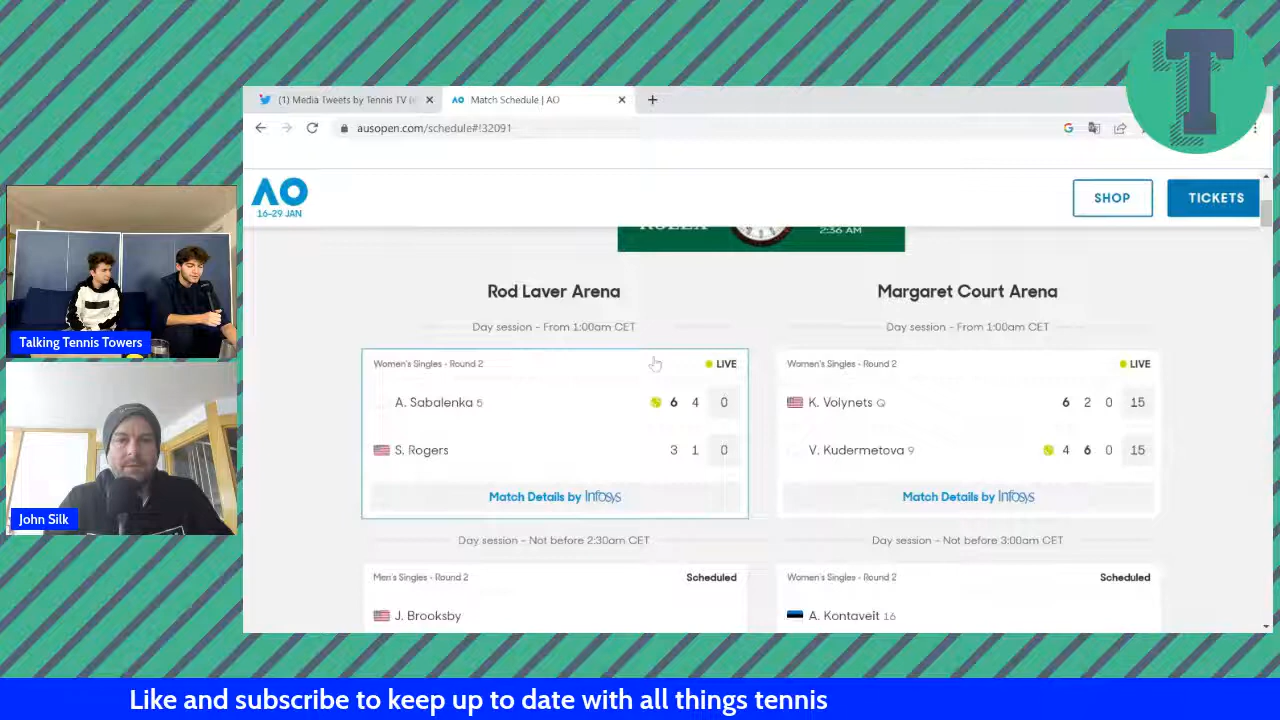 (1) Media Tweets by Tennis TV
Match Schedule | AO
ausopen.com/schedule#!32091
T
AO
16-29 JAN
SHOP
TICKETS
ROLEX
2:36 AM
Rod Laver Arena
Margaret Court Arena
Day session - From 1:00am CET
Day session - From 1:00am CET
Women's Singles - Round 2
LIVE
A. Sabalenka 5
6 4 0
S. Rogers
3 1 0
Match Details by Infosys
Women's Singles - Round 2
LIVE
K. Volynets Q
6 2 0 15
V. Kudermetova 9
4 6 0 15
Match Details by Infosys
Day session - Not before 2:30am CET
Day session - Not before 3:00am CET
Men's Singles - Round 2
Scheduled
J. Brooksby
Women's Singles - Round 2
Scheduled
A. Kontaveit 16
Talking Tennis Towers
John Silk
Like and subscribe to keep up to date with all things tennis